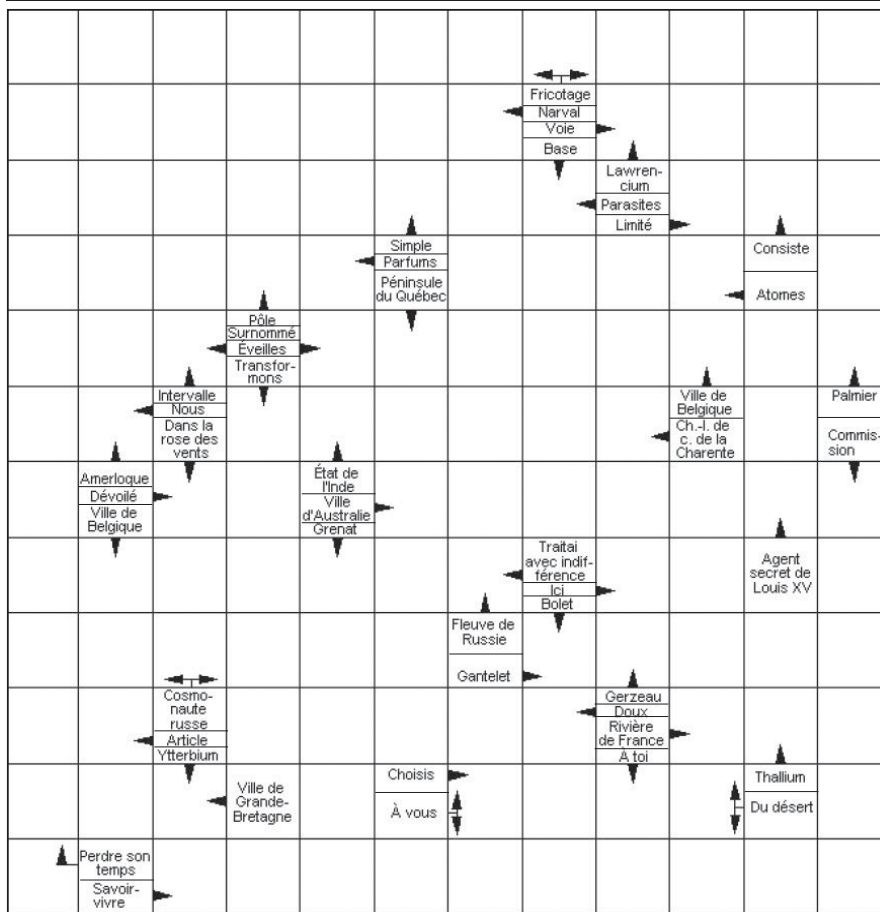 Fricotage
Narval
Voie
Base
Lawren-
cium
Parasites
Limité
Simple
Parfums
Péninsule
du Québec
Consiste
Atomes
Pôle
Surnommé
Éveilles
Transfor-
mons
Intervalle
Nous
Dans la
rose des
vents
Ville de
Belgique
Ch.-l. de
c. de la
Charente
Palmier
Commis-
sion
Amerloque
Dévoilé
Ville de
Belgique
État de
l'Inde
Ville
d'Australie
Grenat
Traitai
avec indif-
férence
Ici
Bolet
Agent
secret de
Louis XV
Fleuve de
Russie
Gantelet
Cosmo-
naute
russe
Article
Ytterbium
Gerzeau
Doux
Rivière
de France
À toi
Ville de
Grande-
Bretagne
Choisis
À vous
Thallium
Du désert
Perdre son
temps
Savoir-
vivre